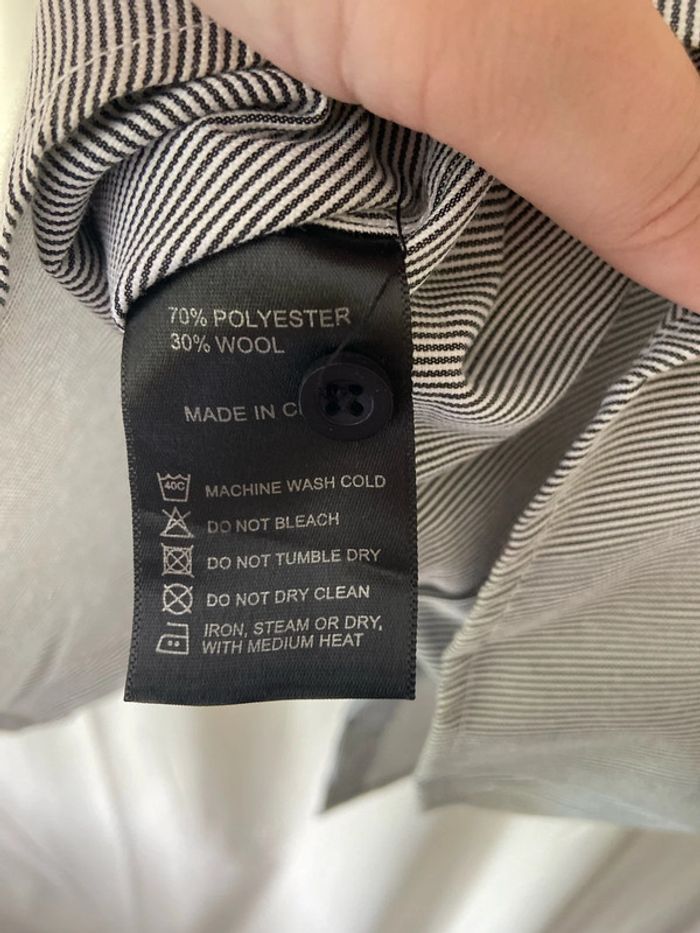 70% POLYESTER
30% WOOL
MADE IN
40C MACHINE WASH COLD
DO NOT BLEACH
DO NOT TUMBLE DRY
DO NOT DRY CLEAN
IRON, STEAM OR DRY,
WITH MEDIUM HEAT